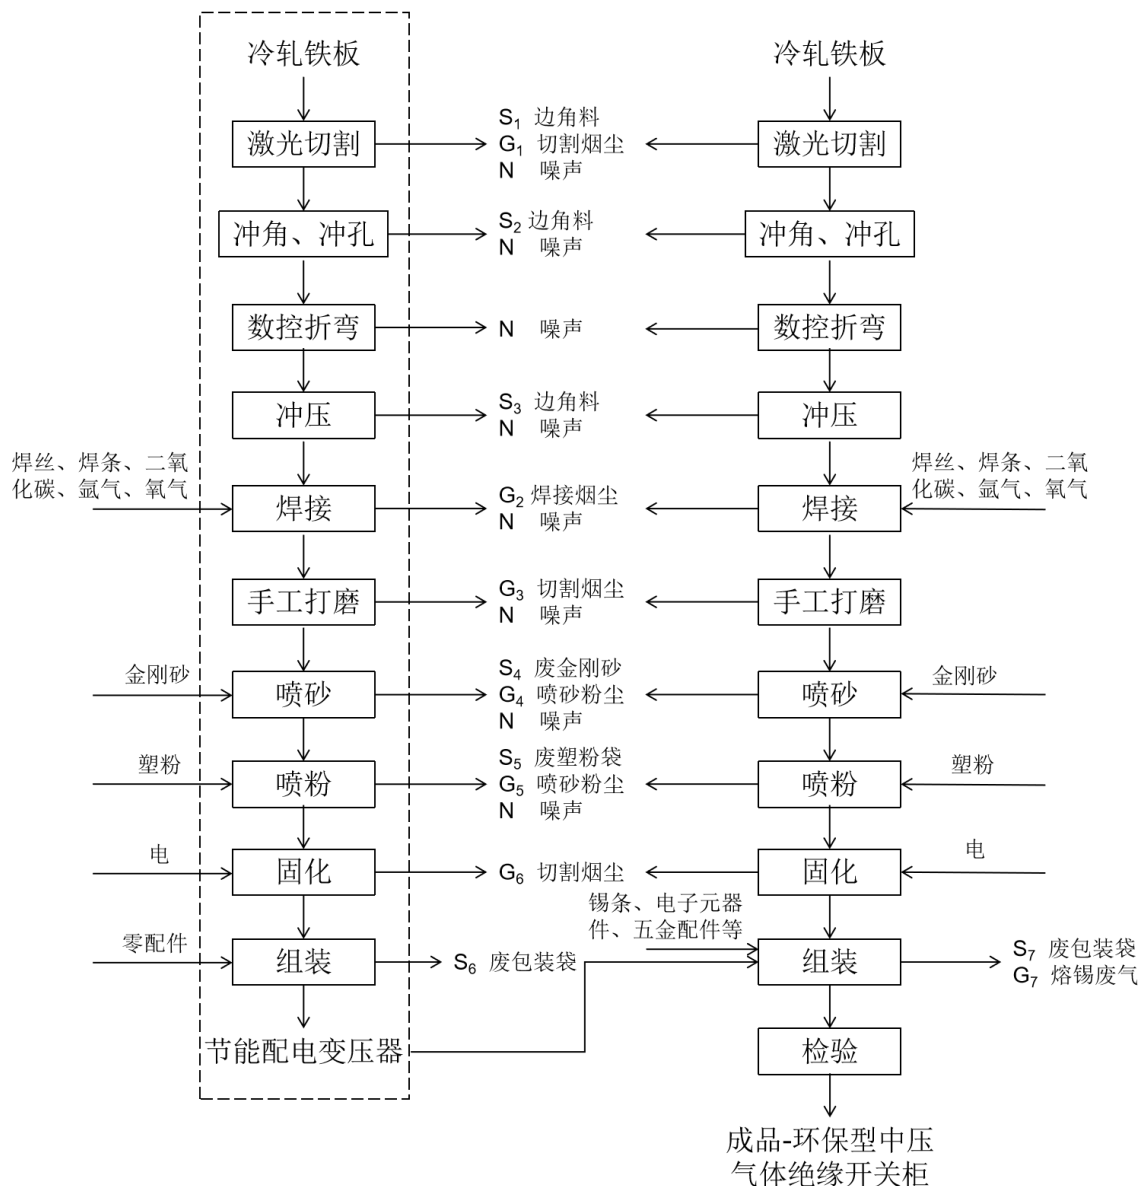 冷轧铁板
冷轧铁板
激光切割
S1 边角料
G1 切割烟尘
N 噪声
激光切割
冲角、冲孔
S2 边角料
N 噪声
冲角、冲孔
数控折弯
N 噪声
数控折弯
冲压
S3 边角料
N 噪声
冲压
焊丝、焊条、二氧
化碳、氩气、氧气
焊接
G2 焊接烟尘
N 噪声
焊接
焊丝、焊条、二氧
化碳、氩气、氧气
手工打磨
G3 切割烟尘
N 噪声
手工打磨
金刚砂
喷砂
S4 废金刚砂
G4 喷砂粉尘
N 噪声
喷砂
金刚砂
塑粉
喷粉
S5 废塑粉袋
G5 喷砂粉尘
N 噪声
喷粉
塑粉
电
固化
G6 切割烟尘
固化
电
零配件
组装
S6 废包装袋
锡条、电子元器
件、五金配件等
组装
S7 废包装袋
G7 熔锡废气
节能配电变压器
检验
成品-环保型中压
气体绝缘开关柜